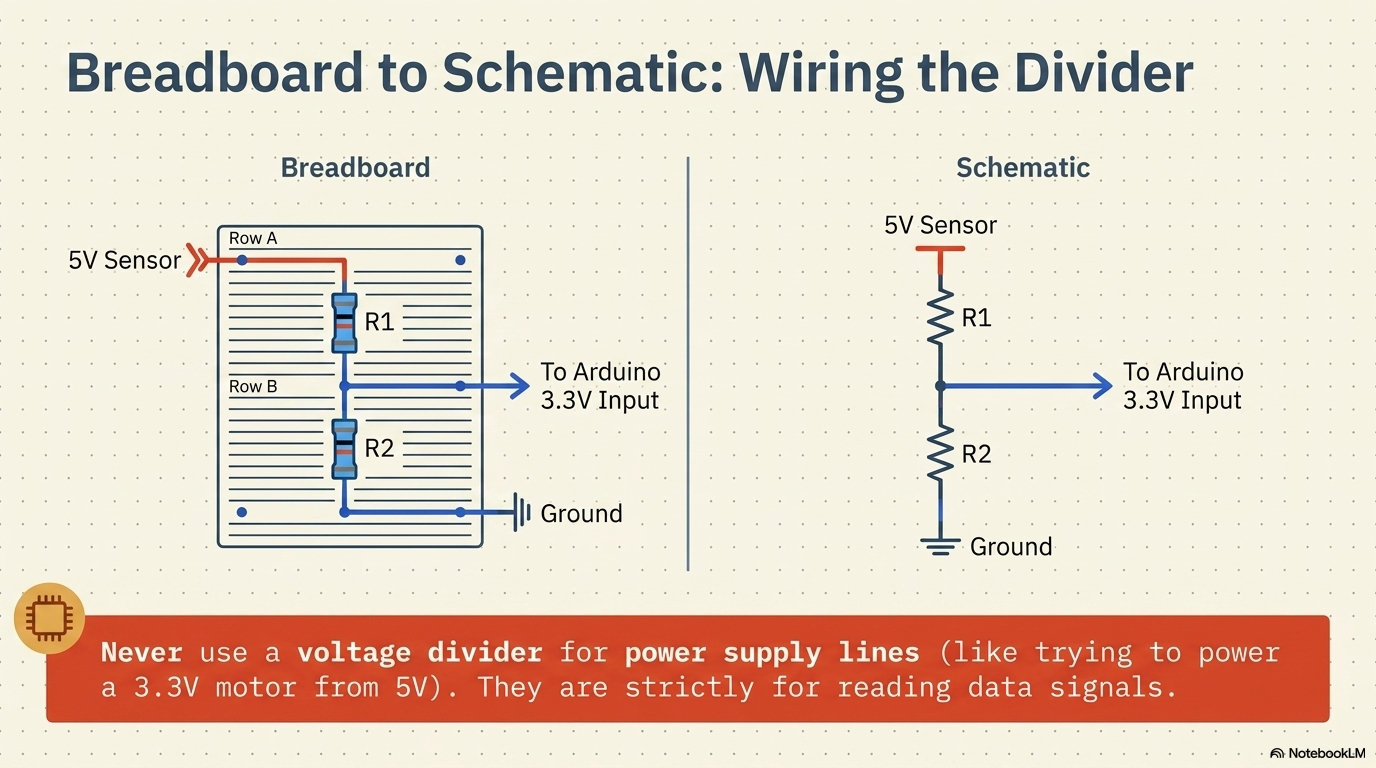 Breadboard to Schematic: Wiring the Divider
Breadboard
Row A
5V Sensor
R1
Row B
To Arduino
3.3V Input
R2
Ground
Schematic
5V Sensor
R1
To Arduino
3.3V Input
R2
Ground
Never use a voltage divider for power supply lines (like trying to power
a 3.3V motor from 5V). They are strictly for reading data signals.
NotebookLM